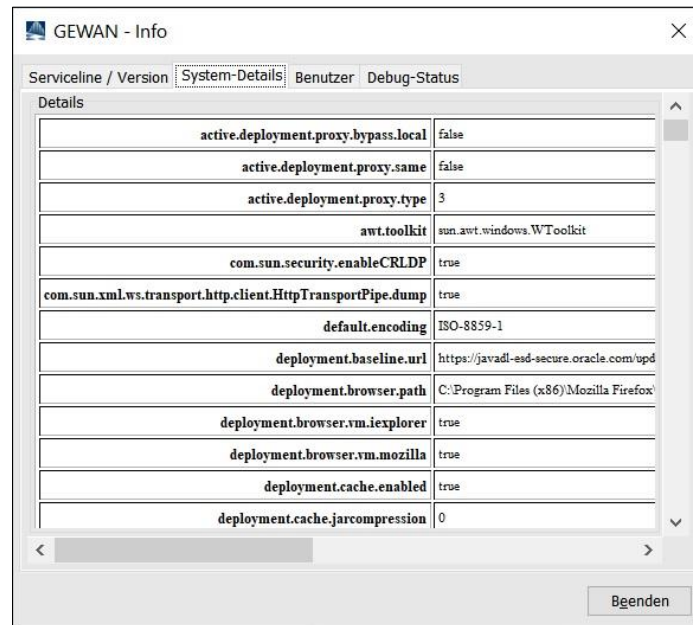 GEWAN - Info
Serviceline / Version System-Details Benutzer Debug-Status
Details
active.deployment.proxy.bypass.local false
active.deployment.proxy.same false
active.deployment.proxy.type 3
awt.toolkit sun.awt.windows.WToolkit
com.sun.security.enableCRLDP true
com.sun.xml.ws.transport.http.client.HttpTransportPipe.dump true
default.encoding ISO-8859-1
deployment.baseline.url https://javadl-esd-secure.oracle.com/upd
deployment.browser.path C:\Program Files (x86)\Mozilla Firefox\
deployment.browser.vm.iexplorer true
deployment.browser.vm.mozilla true
deployment.cache.enabled true
deployment.cache.jarcompression 0
Beenden